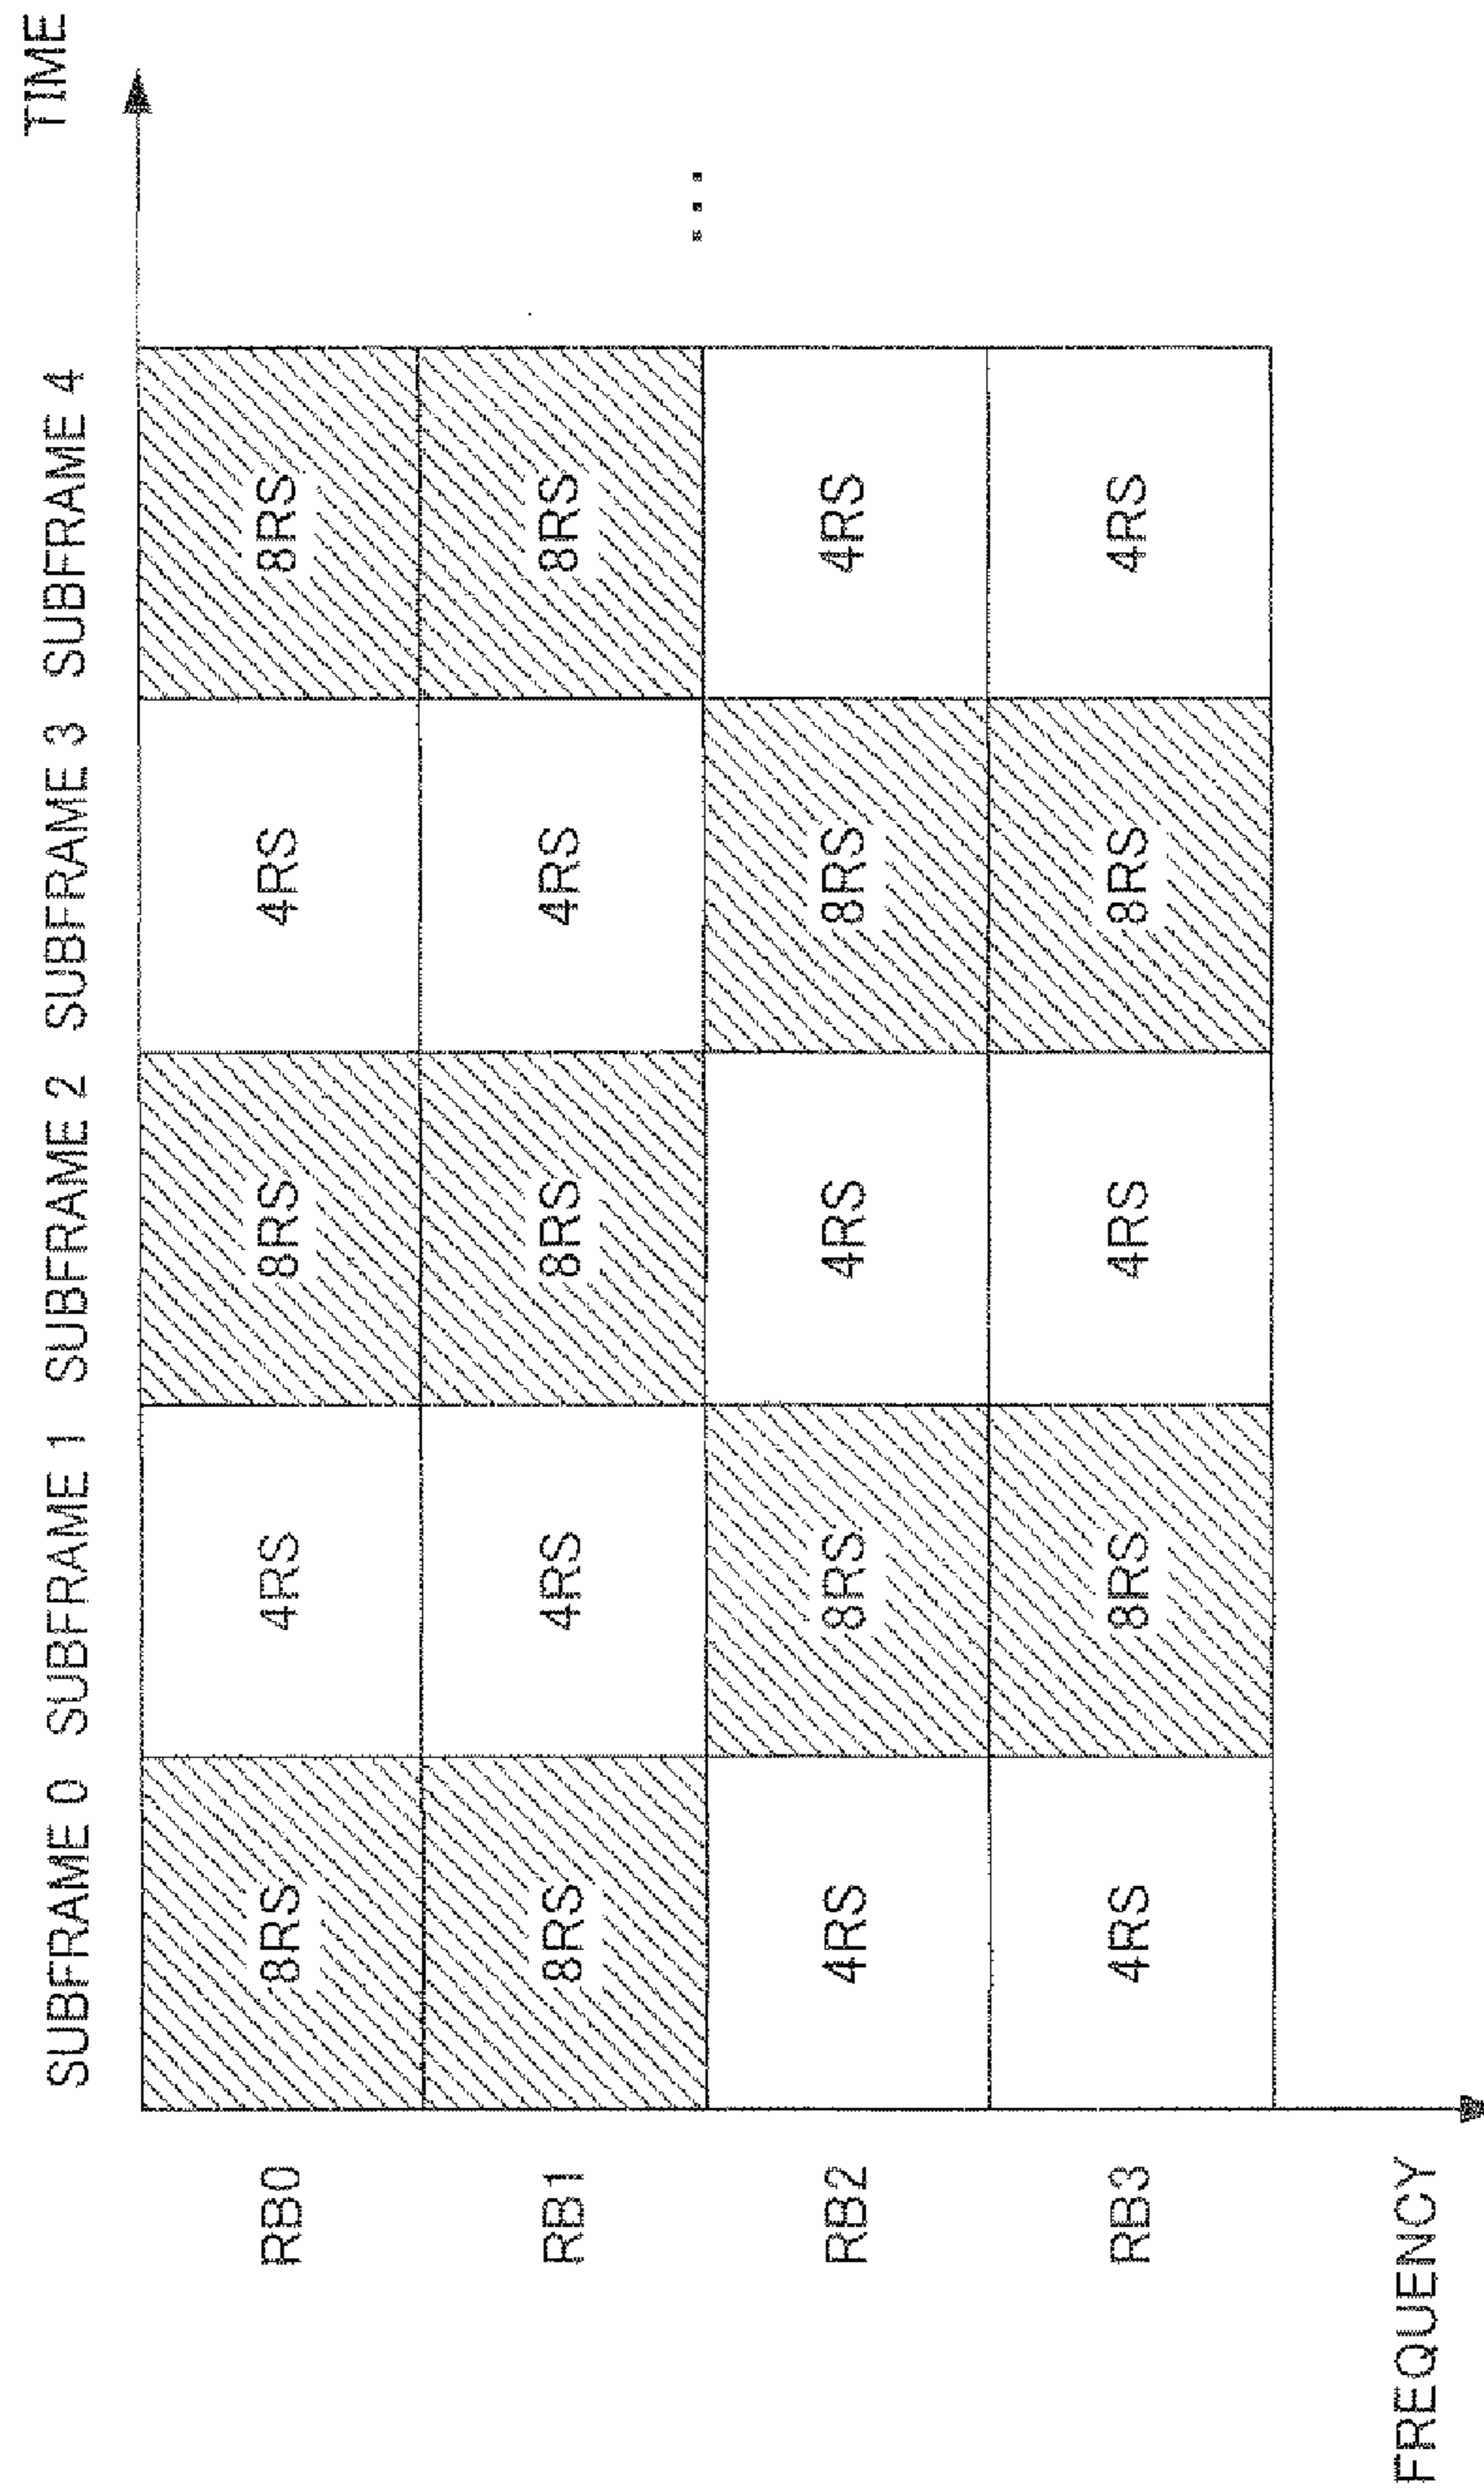 TIME
SUBFRAME 0 SUBFRAME 1 SUBFRAME 2 SUBFRAME 3 SUBFRAME 4
RB0 8RS 4RS 8RS 4RS 8RS
RB1 8RS 4RS 8RS 4RS 8RS
...
RB2 4RS 8RS 4RS 8RS 4RS
RB3 4RS 8RS 4RS 8RS 4RS
FREQUENCY